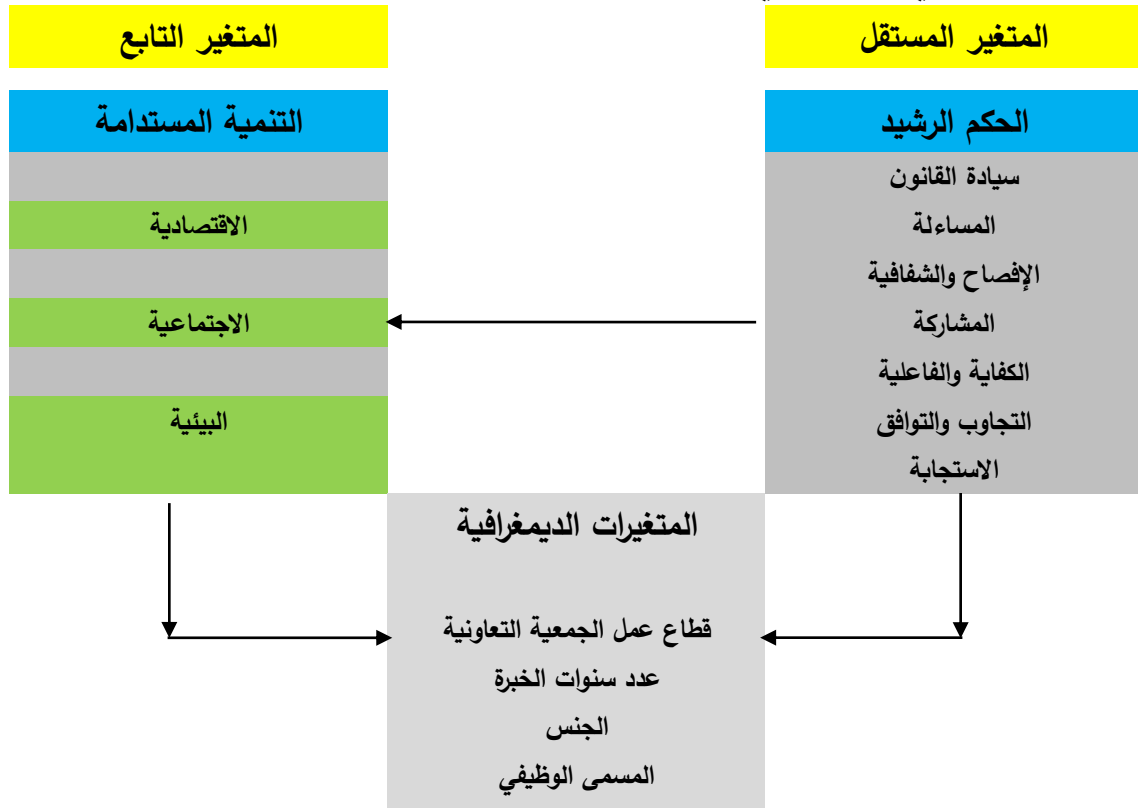 المتغير المستقل
المتغير التابع
الحكم الرشيد
التنمية المستدامة
سيادة القانون
المساءلة
الاقتصادية
الإفصاح والشفافية
المشاركة
الاجتماعية
الكفاية والفاعلية
التجاوب والتوافق
البيئية
الاستجابة
المتغيرات الديمغرافية
قطاع عمل الجمعية التعاونية
عدد سنوات الخبرة
الجنس
المسمى الوظيفي